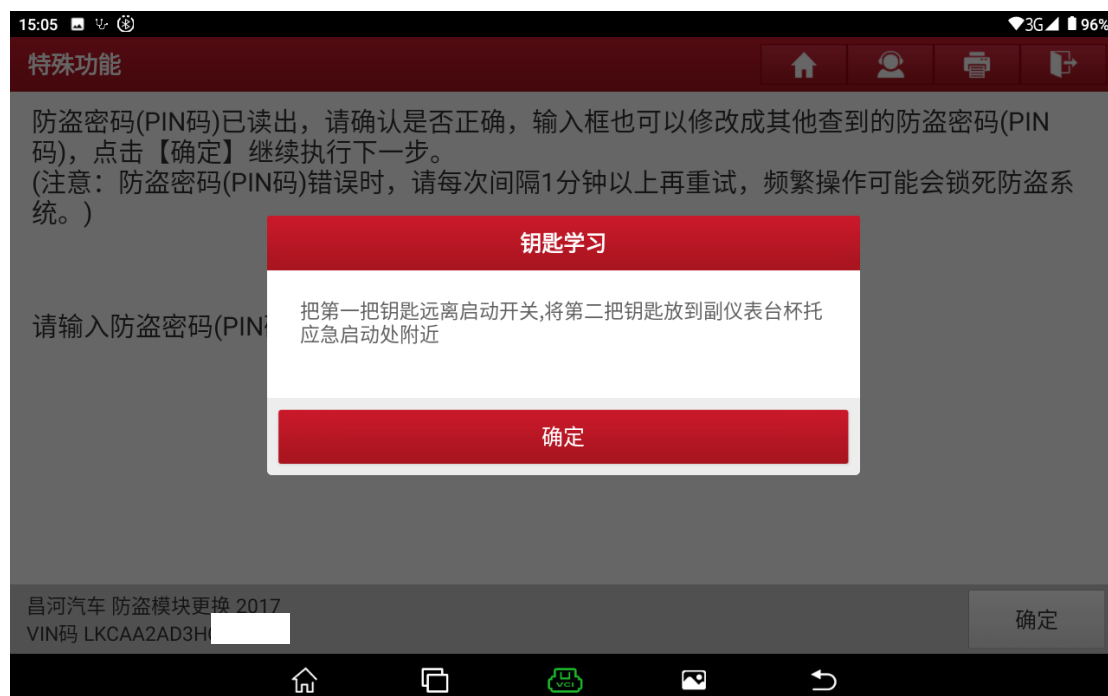 15:05
3G
96%
特殊功能
防盗密码(PIN码)已读出，请确认是否正确，输入框也可以修改成其他查到的防盗密码(PIN
码)，点击【确定】继续执行下一步。
(注意：防盗密码(PIN码)错误时，请每次间隔1分钟以上再重试，频繁操作可能会锁死防盗系
统。)
钥匙学习
把第一把钥匙远离启动开关,将第二把钥匙放到副仪表台杯托
应急启动处附近
请输入防盗密码(PIN
确定
昌河汽车 防盗模块更换 2017
VIN码 LKCAA2AD3H
确定
VCI